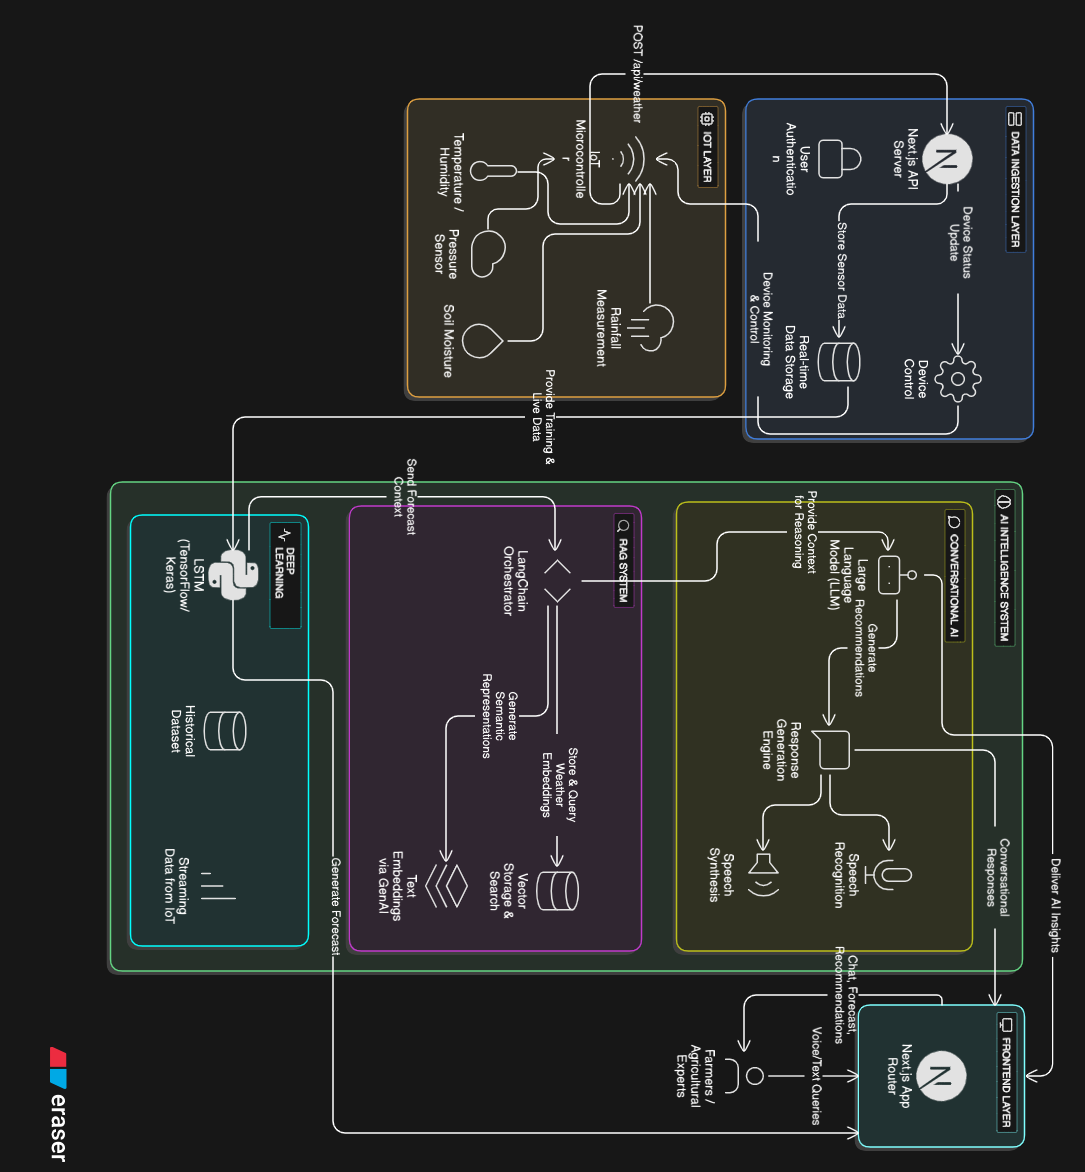 DATA INGESTION LAYER
Next.js API
Server
User
Authenticatio
n
Device Status
Update
Device
Control
Store Sensor Data
Real-time
Data Storage
Device Monitoring
& Control
POST /api/weather
IOT LAYER
IoT
Microcontrolle
r
Temperature /
Humidity
Pressure
Sensor
Soil Moisture
Rainfall
Measurement
Provide Training &
Live Data
AI INTELLIGENCE SYSTEM
CONVERSATIONAL AI
Provide Context
for Reasoning
Large
Language
Model (LLM)
Generate
Recommendations
Response
Generation
Engine
Speech
Recognition
Speech
Synthesis
Conversational
Responses
Deliver AI Insights
RAG SYSTEM
Send Forecast
Context
LangChain
Orchestrator
Generate
Semantic
Representations
Store & Query
Weather
Embeddings
Vector
Storage &
Search
Text
Embeddings
via GenAI
DEEP
LEARNING
LSTM
(TensorFlow/
Keras)
Historical
Dataset
Streaming
Data from IoT
Generate Forecast
FRONTEND LAYER
Next.js App
Router
Chat, Forecast,
Recommendations
Voice/Text Queries
Farmers /
Agricultural
Experts
eraser